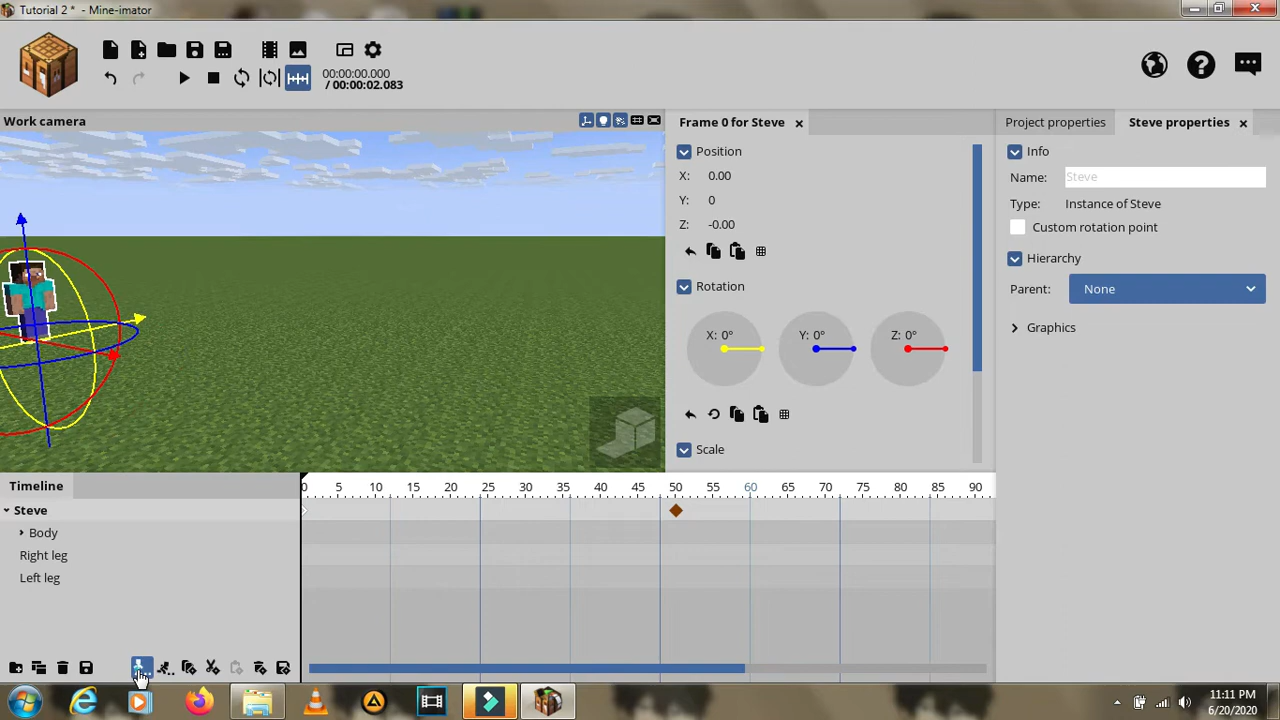 Tutorial 2 * - Mine-imator
00:00:00.000
/ 00:00:02.083
Work camera
Frame 0 for Steve
Position
X: 0.00
Y: 0
Z: -0.00
Rotation
X: 0° Y: 0° Z: 0°
Scale
Project properties Steve properties
Info
Name: Steve
Type: Instance of Steve
Custom rotation point
Hierarchy
Parent: None
Graphics
Timeline
0 5 10 15 20 25 30 35 40 45 50 55 60 65 70 75 80 85 90
Steve
Body
Right leg
Left leg
11:11 PM
6/20/2020